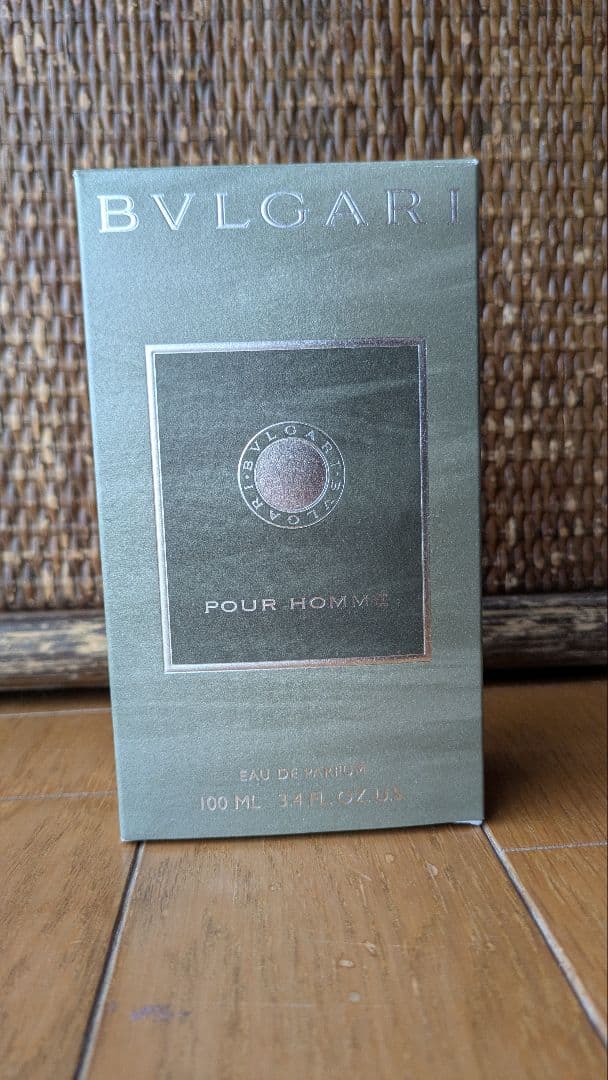 BVLGARI
BVLGARI·BVLGARI·
POUR HOMME
EAU DE PARFUM
100 ML 3.4 FL. OZ. U.S.